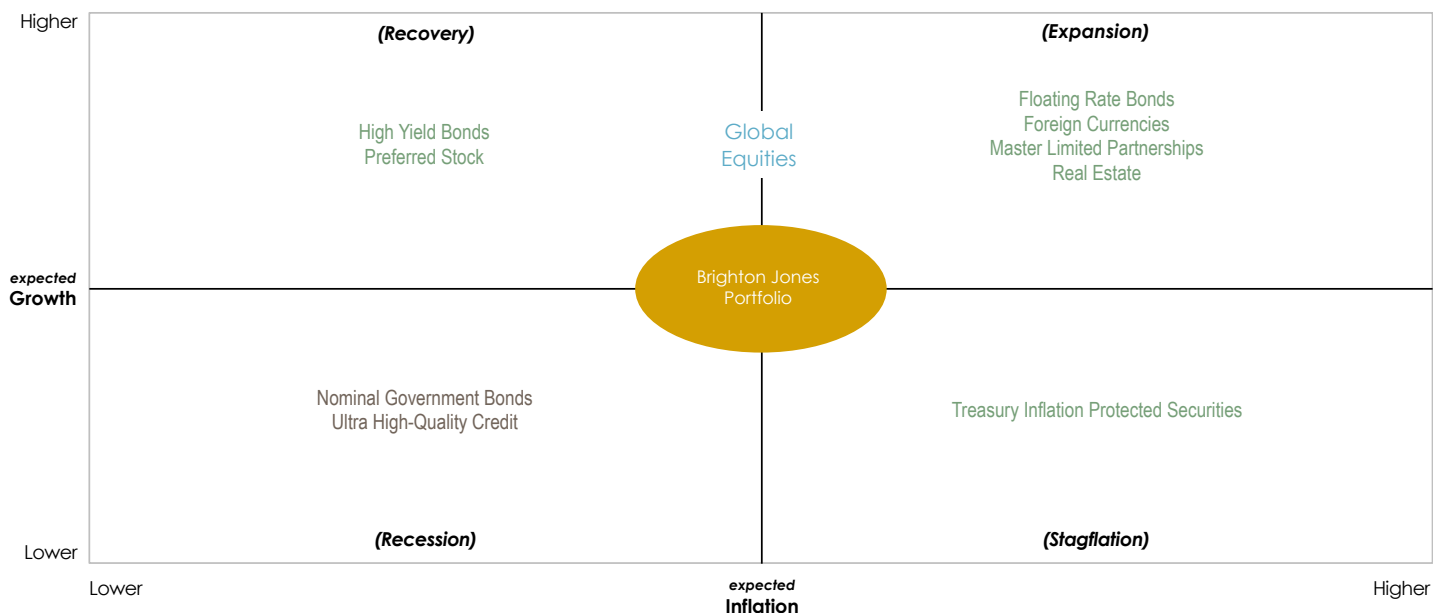 Higher
(Recovery)
(Expansion)
High Yield Bonds
Preferred Stock
Global
Equities
Floating Rate Bonds
Foreign Currencies
Master Limited Partnerships
Real Estate
expected
Growth
Brighton Jones
Portfolio
Nominal Government Bonds
Ultra High-Quality Credit
Treasury Inflation Protected Securities
(Recession)
(Stagflation)
Lower
Lower
expected
Inflation
Higher